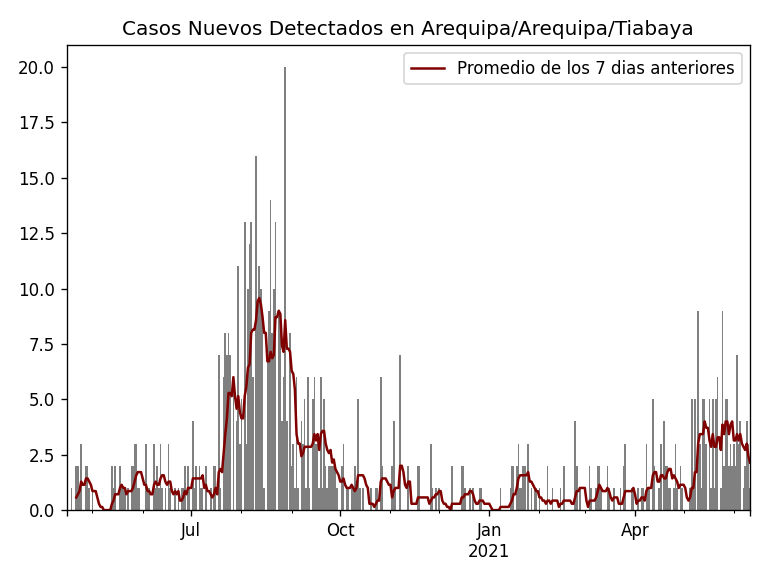 Casos Nuevos Detectados en Arequipa/Arequipa/Tiabaya
Promedio de los 7 dias anteriores
20.0
17.5
15.0
12.5
10.0
7.5
5.0
2.5
0.0
Jul
Oct
Jan
2021
Apr